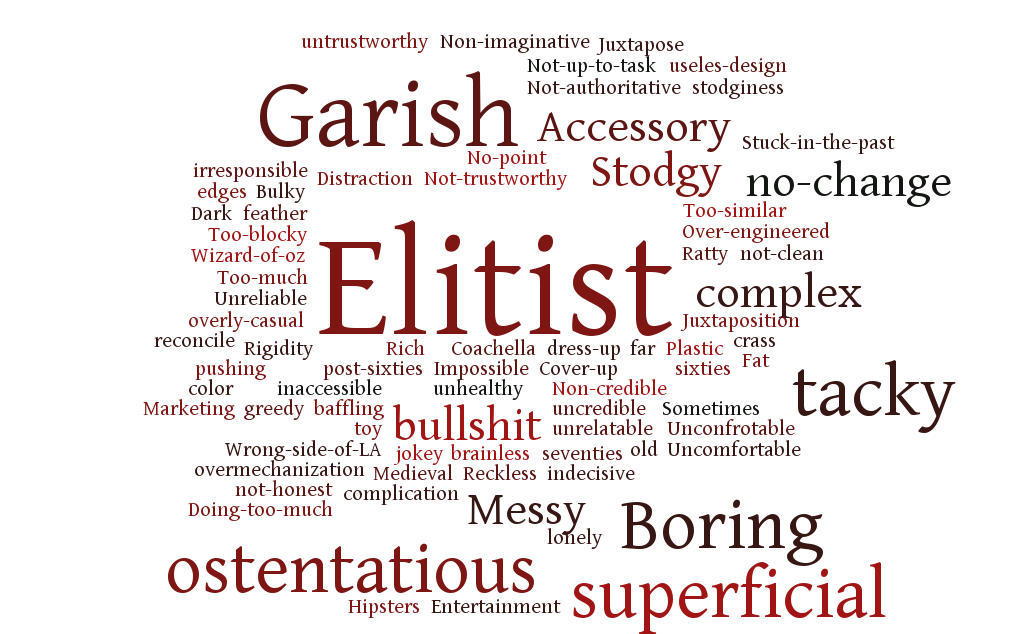 untrustworthy Non-imaginative Juxtapose
Not-up-to-task useles-design
Not-authoritative stodginess
Garish Accessory
Stuck-in-the-past
No-point
Stodgy no-change
irresponsible Distraction Not-trustworthy
edges Bulky
Dark feather
Too-similar
Too-blocky
Over-engineered
Wizard-of-oz
Ratty not-clean
Too-much
Elitist complex
Unreliable
overly-casual Juxtaposition
reconcile Rigidity Rich Coachella dress-up far Plastic crass
pushing post-sixties Impossible Cover-up sixties Fat
color inaccessible unhealthy Non-credible tacky
Marketing greedy baffling uncredible Sometimes
toy bullshit unrelatable Unconfrotable
Wrong-side-of-LA jokey brainless seventies old Uncomfortable
overmechanization Medieval Reckless indecisive
not-honest complication
Doing-too-much Messy Boring
lonely
ostentatious superficial
Hipsters Entertainment